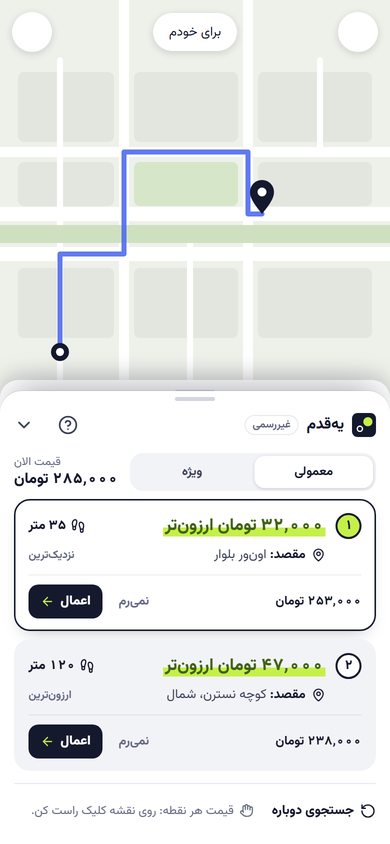 برای خودم
یه‌قدم غیررسمی
معمولی ویژه قیمت الان
۲۸۵,۰۰۰ تومان
۱ ۳۲,۰۰۰ تومان ارزون‌تر ۳۵ متر
مقصد: اون‌ور بلوار نزدیک‌ترین
۲۵۳,۰۰۰ تومان نمی‌رم اعمال
۲ ۴۷,۰۰۰ تومان ارزون‌تر ۱۲۰ متر
مقصد: کوچه نسترن، شمال ارزون‌ترین
۲۳۸,۰۰۰ تومان نمی‌رم اعمال
جستجوی دوباره قیمت هر نقطه: روی نقشه کلیک راست کن.